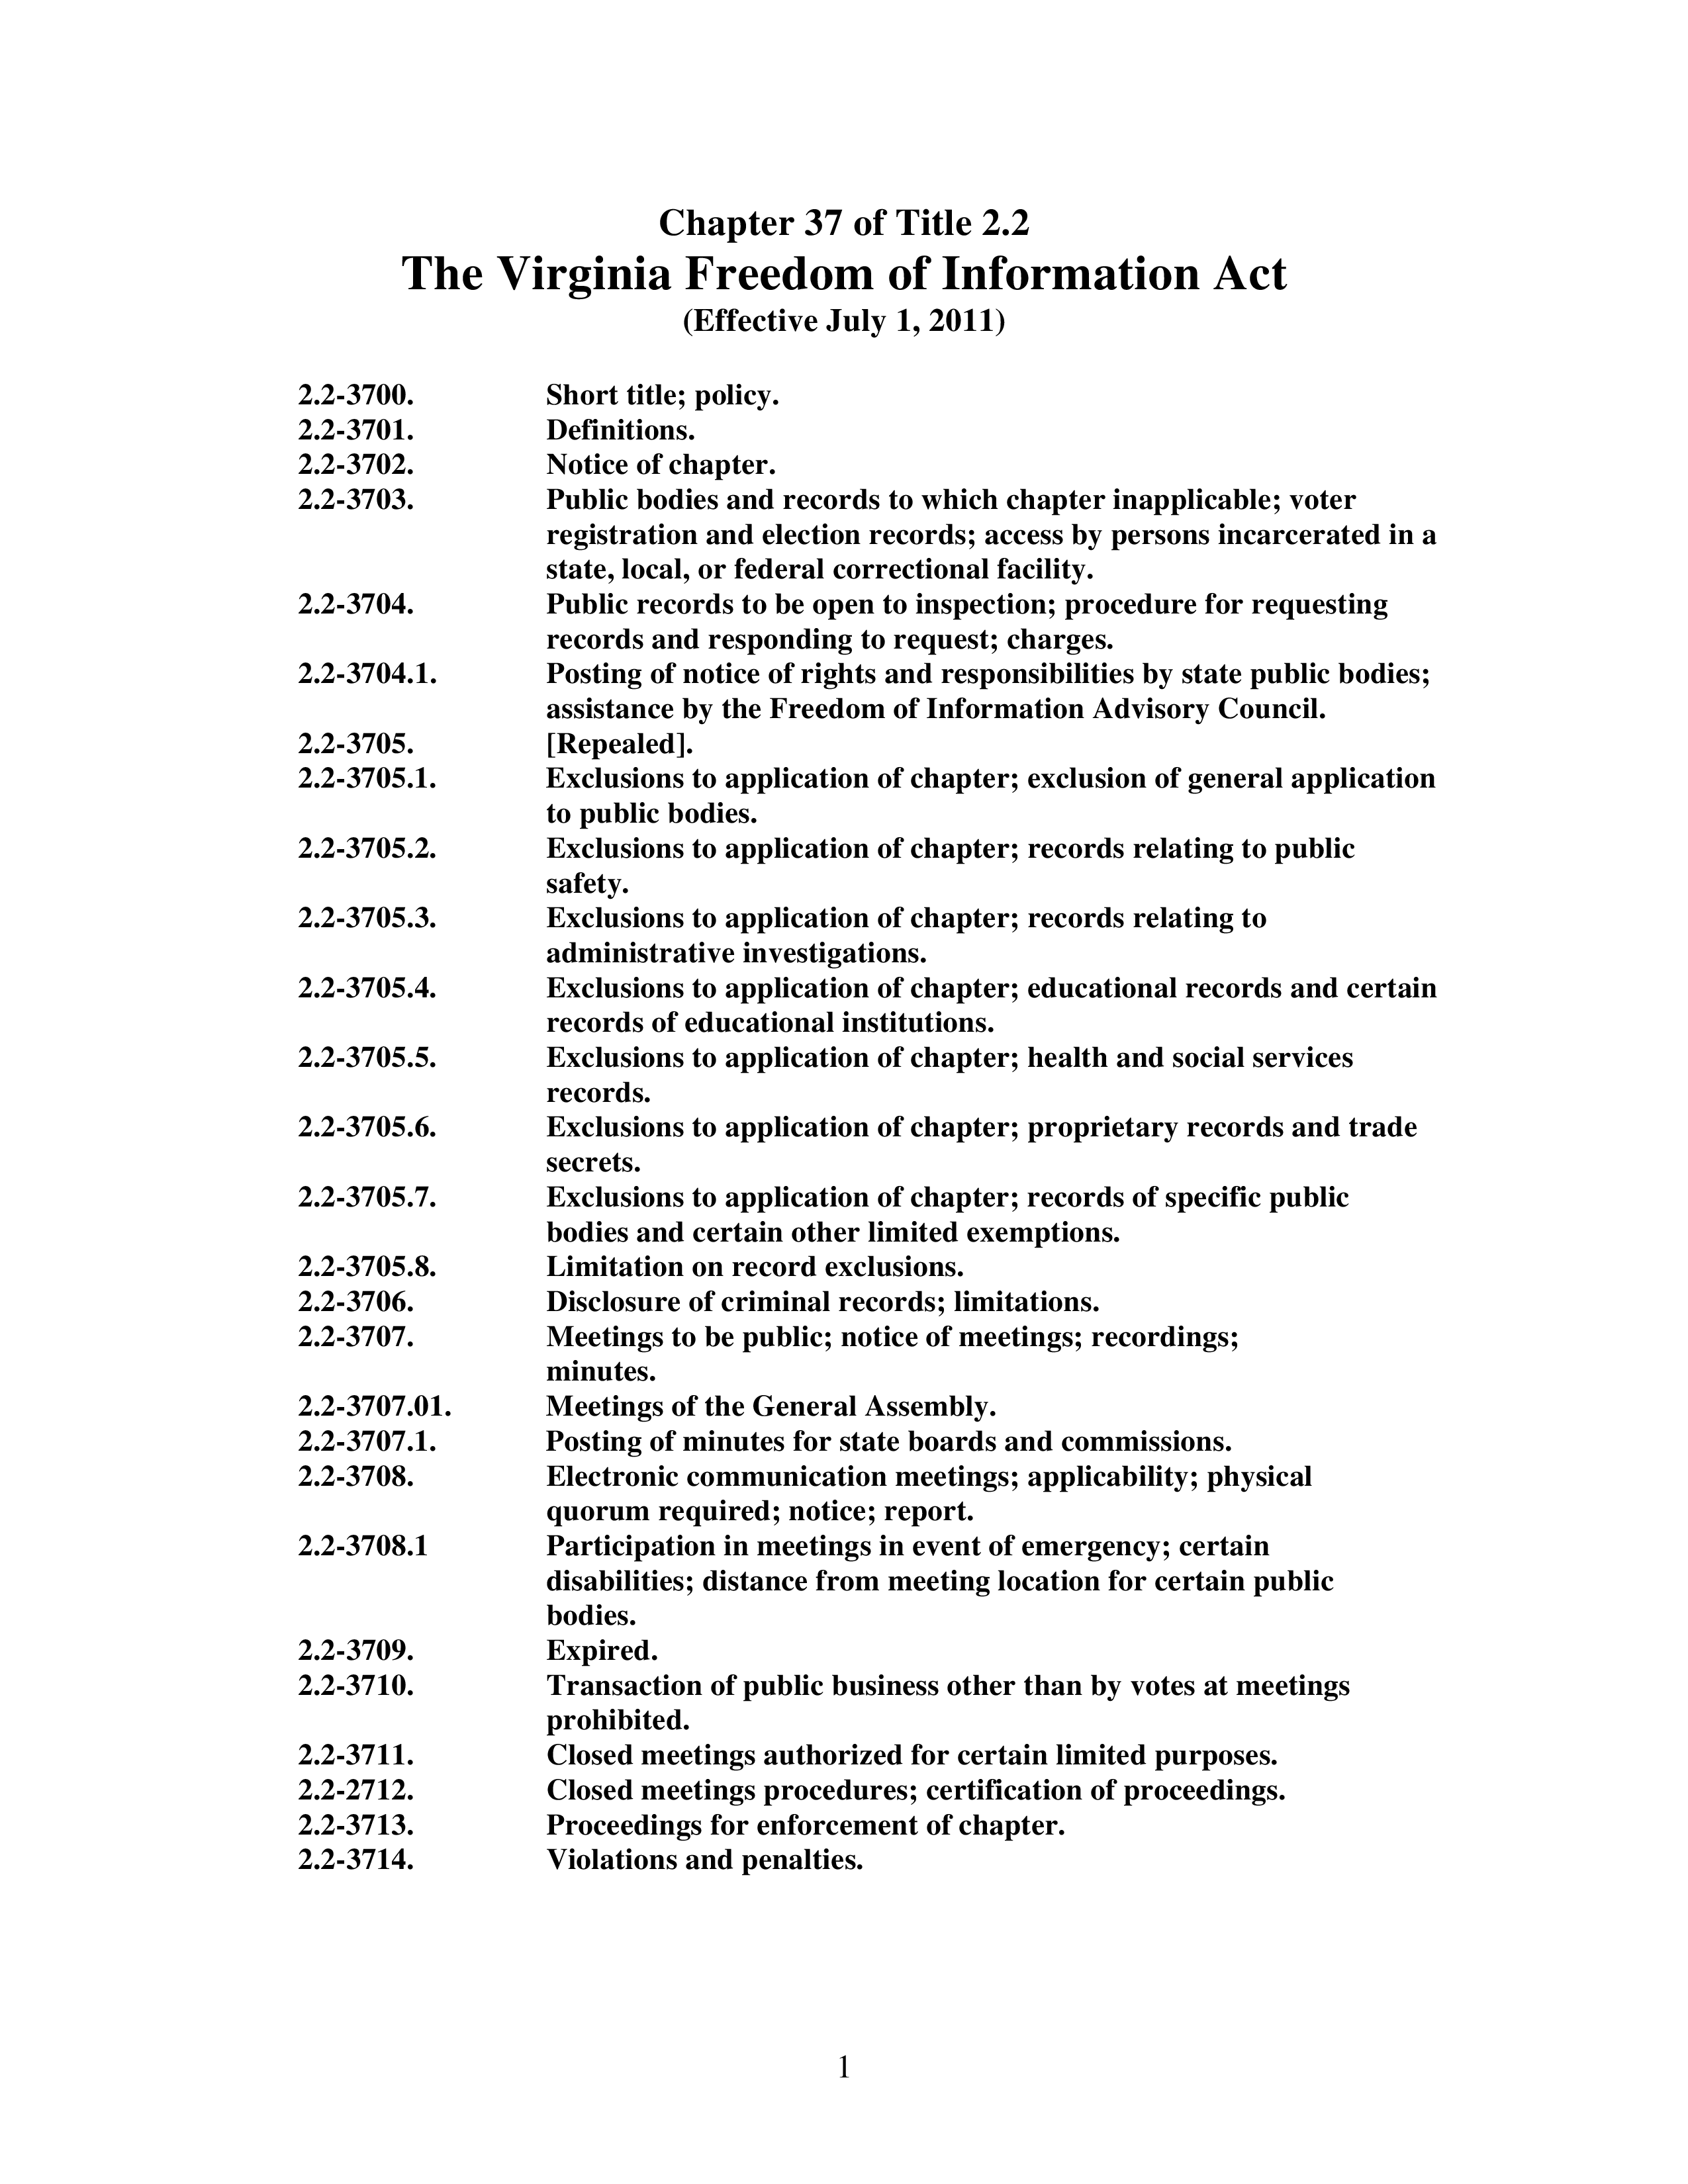 Chapter 37 of Title 2.2
The Virginia Freedom of Information Act
(Effective July 1, 2011)
2.2-3700. Short title; policy.
2.2-3701. Definitions.
2.2-3702. Notice of chapter.
2.2-3703. Public bodies and records to which chapter inapplicable; voter
registration and election records; access by persons incarcerated in a
state, local, or federal correctional facility.
2.2-3704. Public records to be open to inspection; procedure for requesting
records and responding to request; charges.
2.2-3704.1. Posting of notice of rights and responsibilities by state public bodies;
assistance by the Freedom of Information Advisory Council.
2.2-3705. [Repealed].
2.2-3705.1. Exclusions to application of chapter; exclusion of general application
to public bodies.
2.2-3705.2. Exclusions to application of chapter; records relating to public
safety.
2.2-3705.3. Exclusions to application of chapter; records relating to
administrative investigations.
2.2-3705.4. Exclusions to application of chapter; educational records and certain
records of educational institutions.
2.2-3705.5. Exclusions to application of chapter; health and social services
records.
2.2-3705.6. Exclusions to application of chapter; proprietary records and trade
secrets.
2.2-3705.7. Exclusions to application of chapter; records of specific public
bodies and certain other limited exemptions.
2.2-3705.8. Limitation on record exclusions.
2.2-3706. Disclosure of criminal records; limitations.
2.2-3707. Meetings to be public; notice of meetings; recordings;
minutes.
2.2-3707.01. Meetings of the General Assembly.
2.2-3707.1. Posting of minutes for state boards and commissions.
2.2-3708. Electronic communication meetings; applicability; physical
quorum required; notice; report.
2.2-3708.1 Participation in meetings in event of emergency; certain
disabilities; distance from meeting location for certain public
bodies.
2.2-3709. Expired.
2.2-3710. Transaction of public business other than by votes at meetings
prohibited.
2.2-3711. Closed meetings authorized for certain limited purposes.
2.2-2712. Closed meetings procedures; certification of proceedings.
2.2-3713. Proceedings for enforcement of chapter.
2.2-3714. Violations and penalties.
1